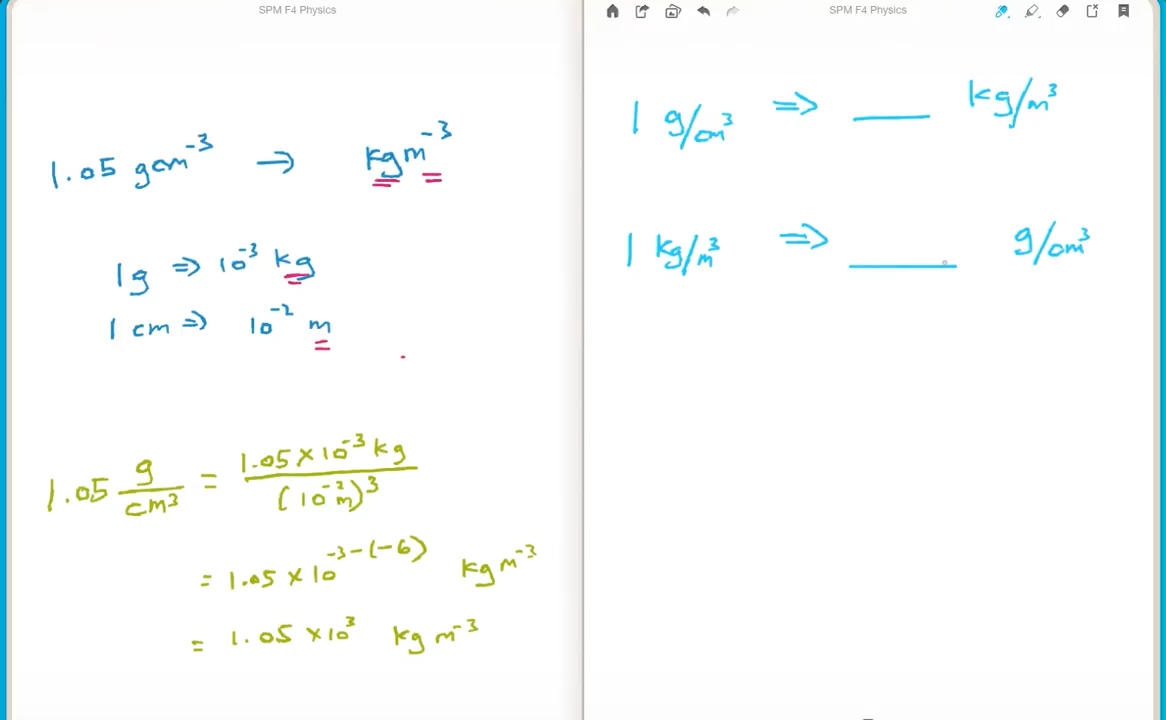 SPM F4 Physics
1.05 gcm⁻³ → kgm⁻³
1g ⇒ 10⁻³ kg
1 cm ⇒ 10⁻² m
1.05 g/cm³ = 1.05 × 10⁻³ kg/(10⁻² m)³
= 1.05 × 10⁻³⁻⁽⁻⁶⁾ kg m⁻³
= 1.05 × 10³ kg m⁻³
SPM F4 Physics
1 g/cm³ ⇒ ____ kg/m³
1 kg/m³ ⇒ ____ g/cm³